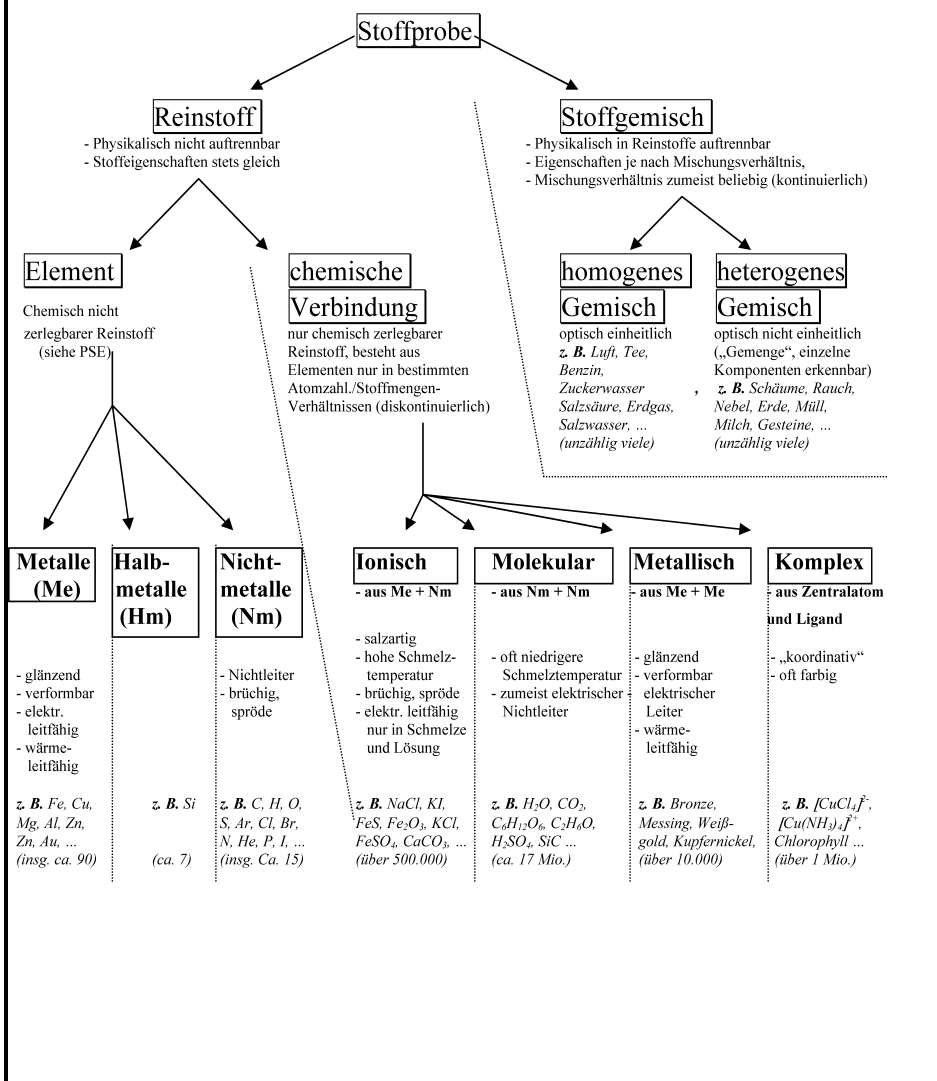 Stoffprobe
Reinstoff
- Physikalisch nicht auftrennbar
- Stoffeigenschaften stets gleich
Stoffgemisch
- Physikalisch in Reinstoffe auftrennbar
- Eigenschaften je nach Mischungsverhältnis,
- Mischungsverhältnis zumeist beliebig (kontinuierlich)
Element
Chemisch nicht
zerlegbarer Reinstoff
(siehe PSE)
chemische
Verbindung
nur chemisch zerlegbarer
Reinstoff, besteht aus
Elementen nur in bestimmten
Atomzahl./Stoffmengen-
Verhältnissen (diskontinuierlich)
homogenes
Gemisch
optisch einheitlich
z. B. Luft, Tee,
Benzin,
Zuckerwasser
Salzsäure, Erdgas,
Salzwasser, ...
(unzählig viele)
,
heterogenes
Gemisch
optisch nicht einheitlich
(„Gemenge“, einzelne
Komponenten erkennbar)
z. B. Schäume, Rauch,
Nebel, Erde, Müll,
Milch, Gesteine, ...
(unzählig viele)
Metalle
(Me)
- glänzend
- verformbar
- elektr.
leitfähig
- wärme-
leitfähig
z. B. Fe, Cu,
Mg, Al, Zn,
Zn, Au, ...
(insg. ca. 90)
Halb-
metalle
(Hm)
z. B. Si
(ca. 7)
Nicht-
metalle
(Nm)
- Nichtleiter
- brüchig,
spröde
z. B. C, H, O,
S, Ar, Cl, Br,
N, He, P, I, ...
(insg. Ca. 15)
Ionisch
- aus Me + Nm
- salzartig
- hohe Schmelz-
temperatur
- brüchig, spröde
- elektr. leitfähig
nur in Schmelze
und Lösung
z. B. NaCl, KI,
FeS, Fe₂O₃, KCl,
FeSO₄, CaCO₃, ...
(über 500.000)
Molekular
- aus Nm + Nm
- oft niedrigere
Schmelztemperatur
- zumeist elektrischer
Nichtleiter
z. B. H₂O, CO₂,
C₆H₁₂O₆, C₂H₆O,
H₂SO₄, SiC ...
(ca. 17 Mio.)
Metallisch
- aus Me + Me
- glänzend
- verformbar
- elektrischer
Leiter
- wärme-
leitfähig
z. B. Bronze,
Messing, Weiß-
gold, Kupfernickel,
(über 10.000)
Komplex
- aus Zentralatom
und Ligand
- „koordinativ“
- oft farbig
z. B. [CuCl₄]²⁻,
[Cu(NH₃)₄]²⁺,
Chlorophyll ...
(über 1 Mio.)